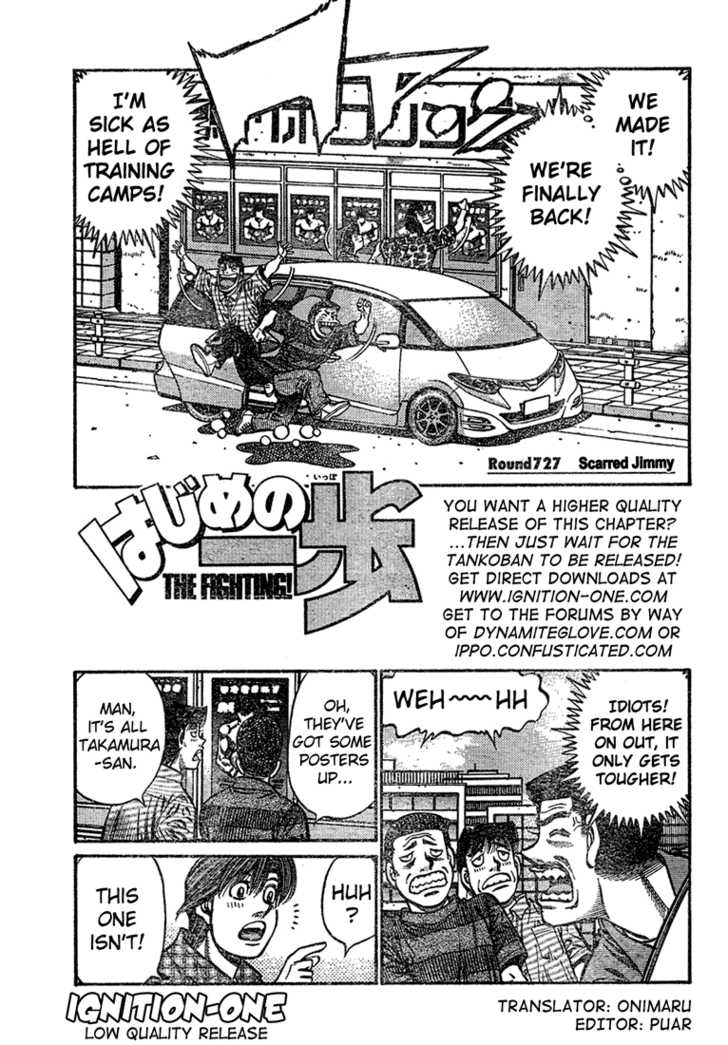 WE
MADE
IT!
WE'RE
FINALLY
BACK!
I'M
SICK AS
HELL OF
TRAINING
CAMPS!
Round727 Scarred Jimmy
はじめの一歩
いっぽ
THE FIGHTING!
YOU WANT A HIGHER QUALITY
RELEASE OF THIS CHAPTER?
...THEN JUST WAIT FOR THE
TANKOBAN TO BE RELEASED!
GET DIRECT DOWNLOADS AT
WWW.IGNITION-ONE.COM
GET TO THE FORUMS BY WAY
OF DYNAMITEGLOVE.COM OR
IPPO.CONFUSTICATED.COM
IDIOTS!
FROM HERE
ON OUT, IT
ONLY GETS
TOUGHER!
WEH~~~HH
OH,
THEY'VE
GOT SOME
POSTERS
UP...
MAN,
IT'S ALL
TAKAMURA
-SAN.
HUH
?
THIS
ONE
ISN'T!
IGNITION-ONE
LOW QUALITY RELEASE
TRANSLATOR: ONIMARU
EDITOR: PUAR